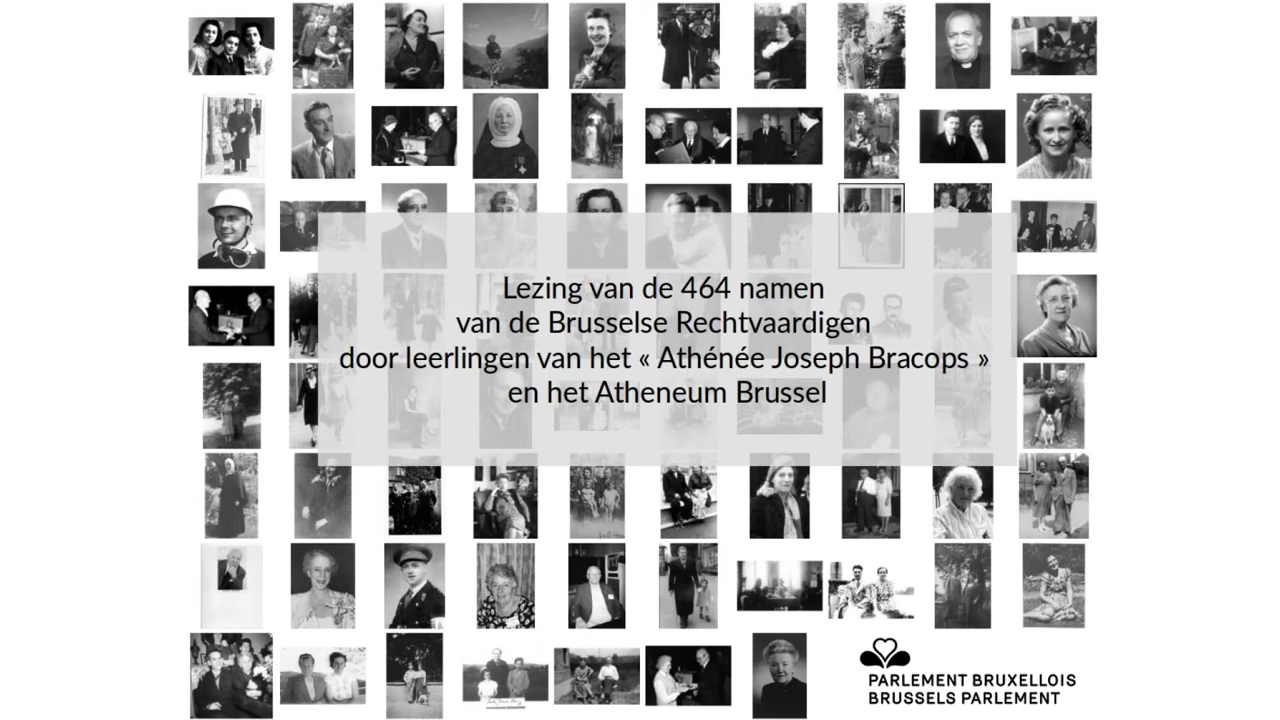 Lezing van de 464 namen
van de Brusselse Rechtvaardigen
door leerlingen van het « Athénée Joseph Bracops »
en het Atheneum Brussel
PARLEMENT BRUXELLOIS
BRUSSELS PARLEMENT